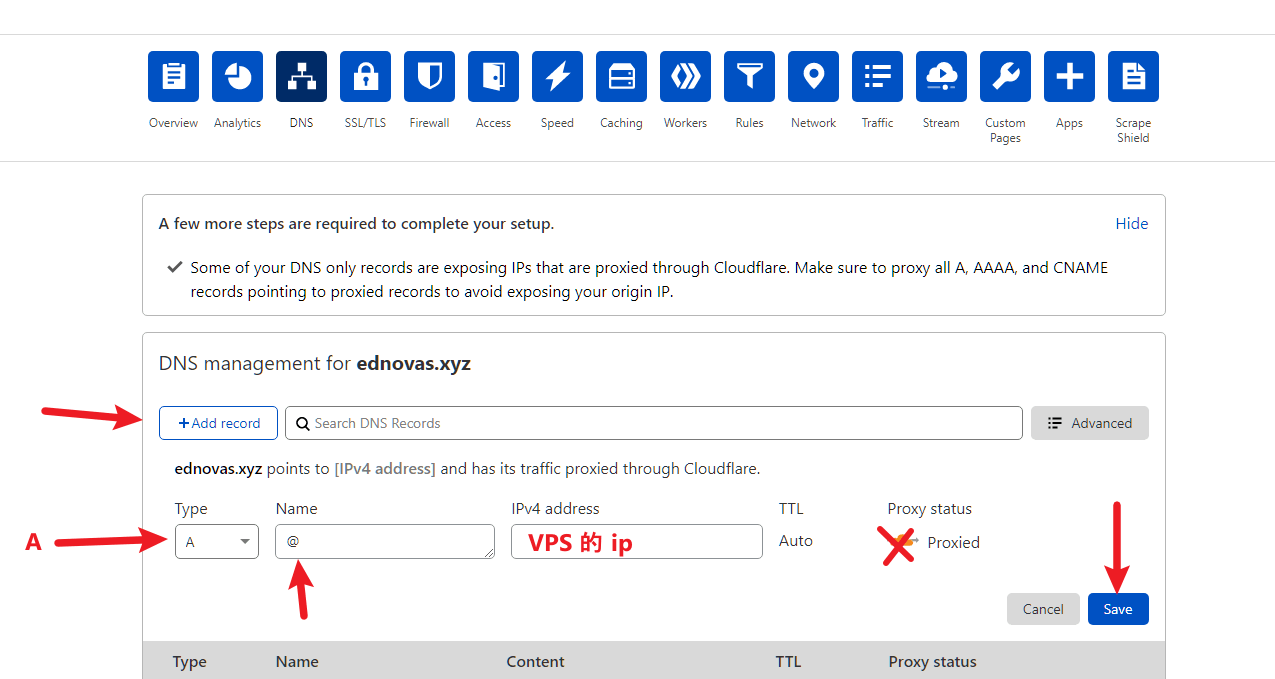 Overview
Analytics
DNS
SSL/TLS
Firewall
Access
Speed
Caching
Workers
Rules
Network
Traffic
Stream
Custom
Pages
Apps
Scrape
Shield
A few more steps are required to complete your setup.
Hide
Some of your DNS only records are exposing IPs that are proxied through Cloudflare. Make sure to proxy all A, AAAA, and CNAME
records pointing to proxied records to avoid exposing your origin IP.
DNS management for ednovas.xyz
+Add record
Search DNS Records
Advanced
ednovas.xyz points to [IPv4 address] and has its traffic proxied through Cloudflare.
Type Name IPv4 address TTL Proxy status
A A @ VPS 的 ip Auto Proxied
Cancel Save
Type Name Content TTL Proxy status